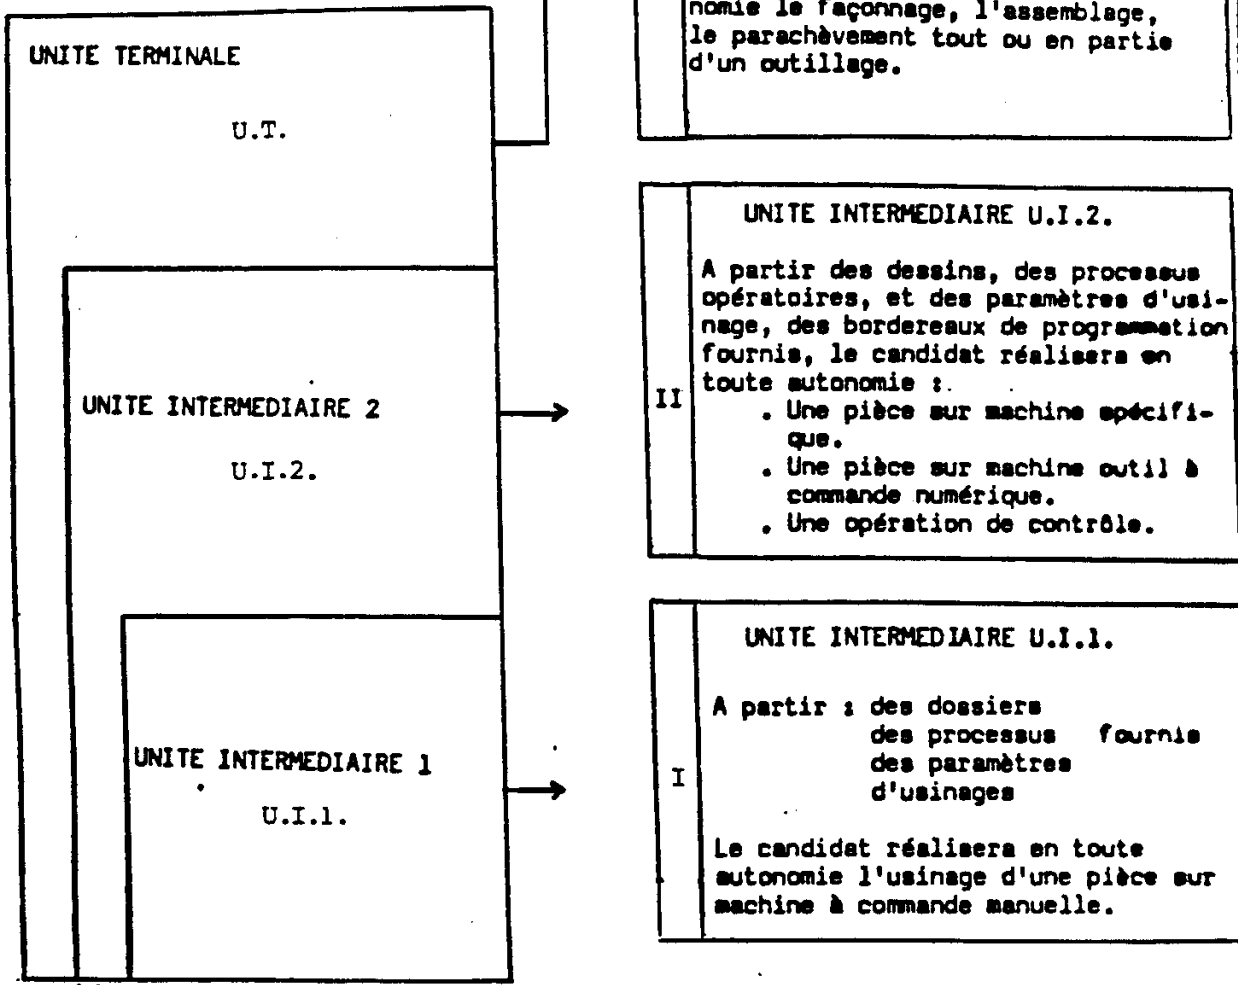 UNITE TERMINALE
U.T.
UNITE INTERMEDIAIRE 2
U.I.2.
UNITE INTERMEDIAIRE 1
U.I.1.
nomie le façonnage, l'assemblage,
le parachèvement tout ou en partie
d'un outillage.
UNITE INTERMEDIAIRE U.I.2.
A partir des dessins, des processus
opératoires, et des paramètres d'usi-
nage, des bordereaux de programmation
fournis, le candidat réalisera en
toute autonomie :
II
. Une pièce sur machine spécifi-
que.
. Une pièce sur machine outil à
commande numérique.
. Une opération de contrôle.
UNITE INTERMEDIAIRE U.I.1.
A partir : des dossiers
des processus fournis
des paramètres
I
d'usinages
Le candidat réalisera en toute
autonomie l'usinage d'une pièce sur
machine à commande manuelle.